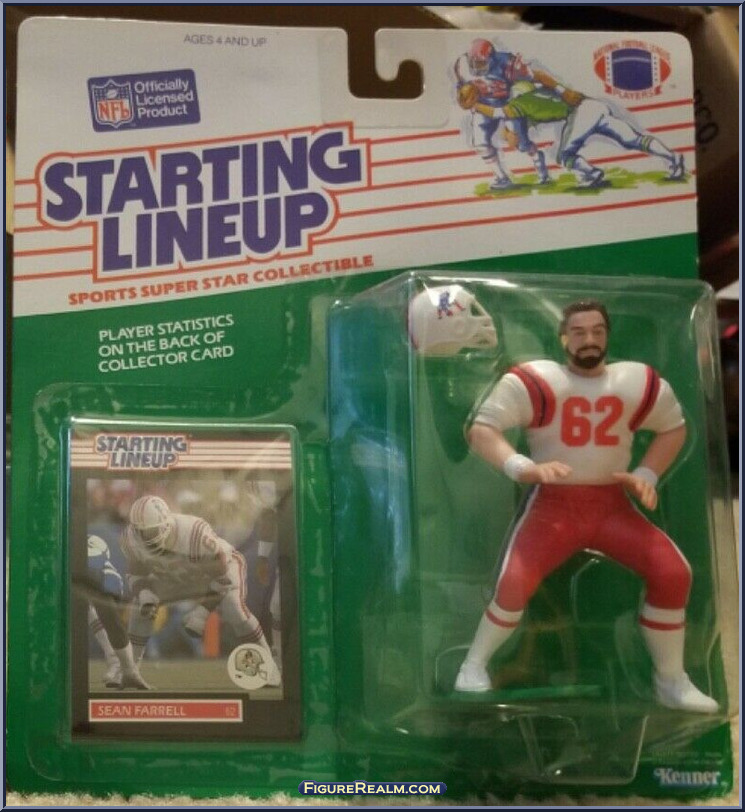 AGES 4 AND UP
NFL
Officially
Licensed
Product
NATIONAL FOOTBALL LEAGUE
PLAYERS
STARTING
LINEUP
SPORTS SUPER STAR COLLECTIBLE
PLAYER STATISTICS
ON THE BACK OF
COLLECTOR CARD
62
STARTING
LINEUP
SEAN FARRELL 62
Kenner
FIGUREREALM.COM